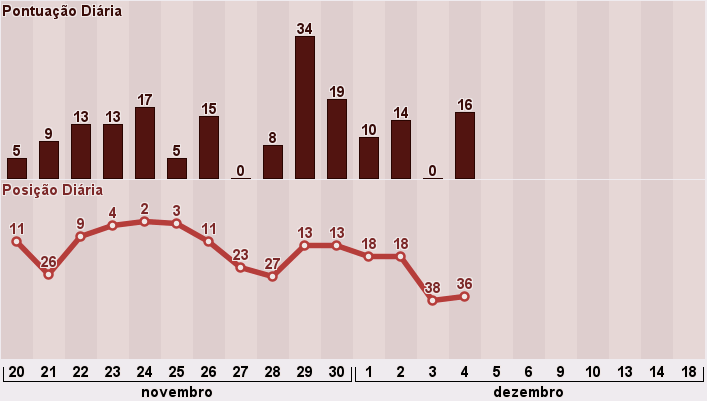 Pontuação Diária
5 9 13 13 17 5 15 0 8 34 19 10 14 0 16
Posição Diária
11 26 9 4 2 3 11 23 27 13 13 18 18 38 36
20 21 22 23 24 25 26 27 28 29 30 1 2 3 4 5 6 9 10 13 14 18
novembro dezembro